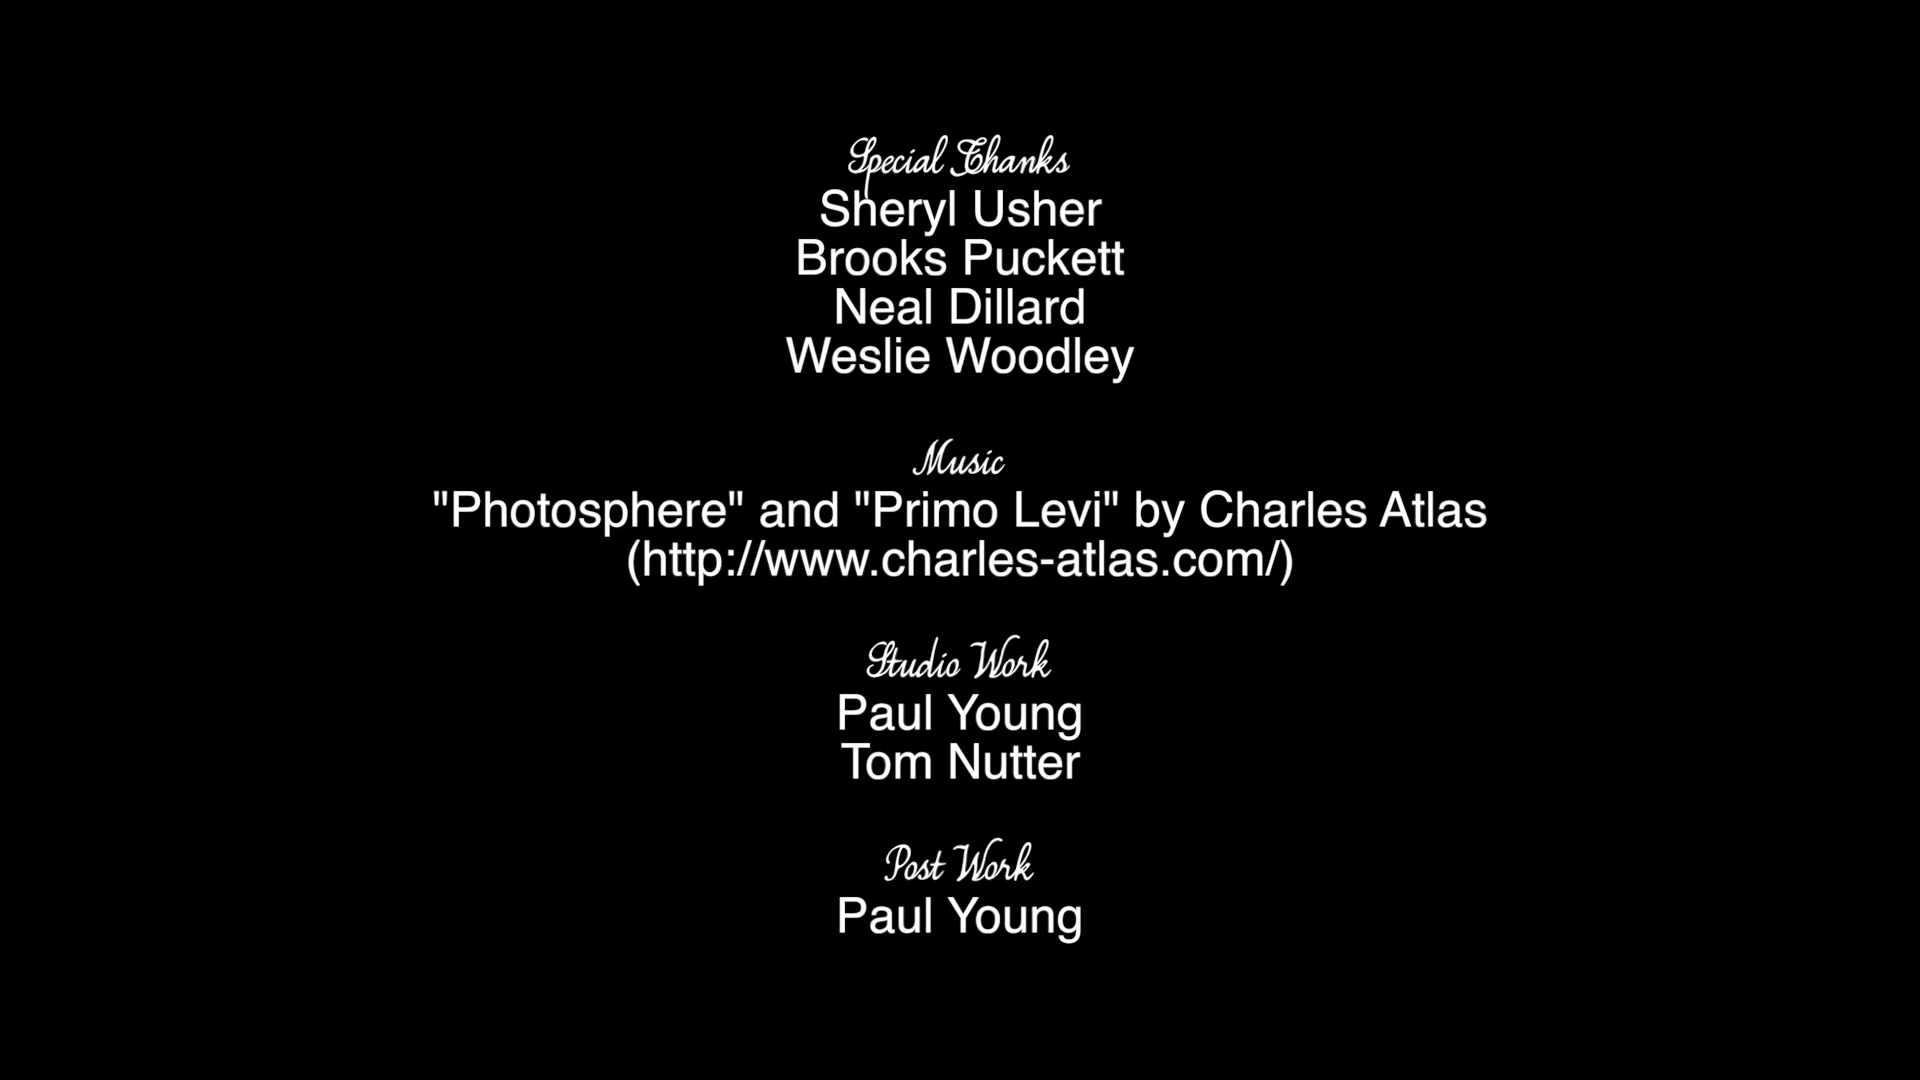 Special Thanks
Sheryl Usher
Brooks Puckett
Neal Dillard
Weslie Woodley
Music
"Photosphere" and "Primo Levi" by Charles Atlas
(http://www.charles-atlas.com/)
Studio Work
Paul Young
Tom Nutter
Post Work
Paul Young